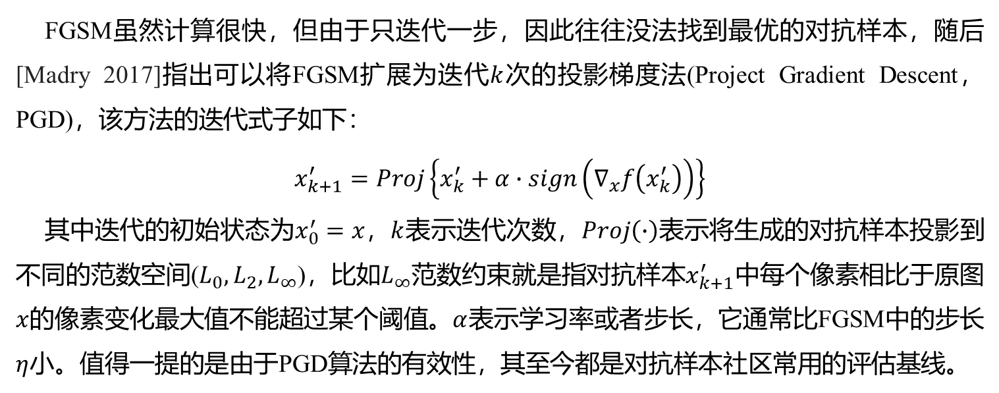 FGSM虽然计算很快，但由于只迭代一步，因此往往没法找到最优的对抗样本，随后
[Madry 2017]指出可以将FGSM扩展为迭代𝑘次的投影梯度法(Project Gradient Descent，
PGD)，该方法的迭代式子如下：
$x'_{k+1} = Proj\left\{x'_k + \alpha \cdot sign\left(\nabla_x f(x'_k)\right)\right\}$
其中迭代的初始状态为$x'_0 = x$，$k$表示迭代次数，$Proj(\cdot)$表示将生成的对抗样本投影到
不同的范数空间($L_0, L_2, L_\infty$)，比如$L_\infty$范数约束就是指对抗样本$x'_{k+1}$中每个像素相比于原图
$x$的像素变化最大值不能超过某个阈值。$\alpha$表示学习率或者步长，它通常比FGSM中的步长
$\eta$小。值得一提的是由于PGD算法的有效性，其至今都是对抗样本社区常用的评估基线。